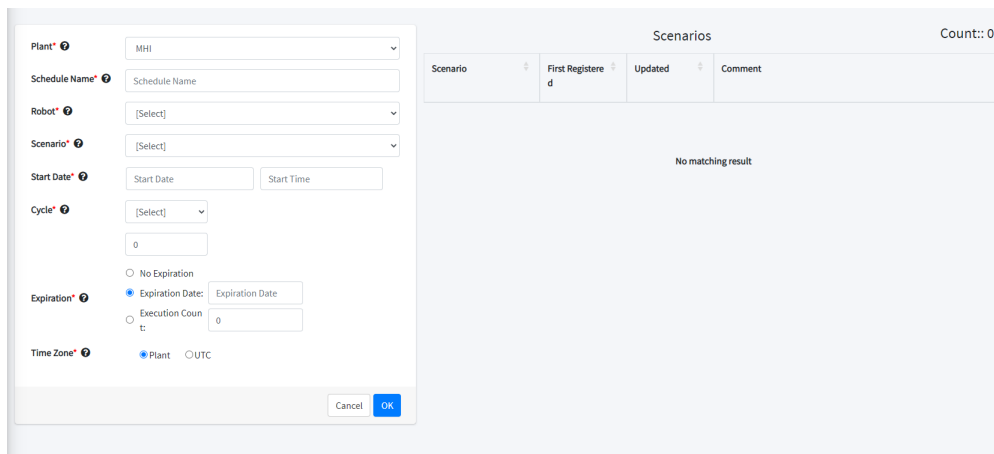 Plant* ?
MHI
Schedule Name* ?
Schedule Name
Robot* ?
[Select]
Scenario* ?
[Select]
Start Date* ?
Start Date
Start Time
Cycle* ?
[Select]
0
Expiration* ?
No Expiration
Expiration Date:
Expiration Date
Execution Coun
t:
0
Time Zone* ?
Plant
UTC
Cancel
OK
Scenarios
Count:: 0
Scenario
First Registere
d
Updated
Comment
No matching result